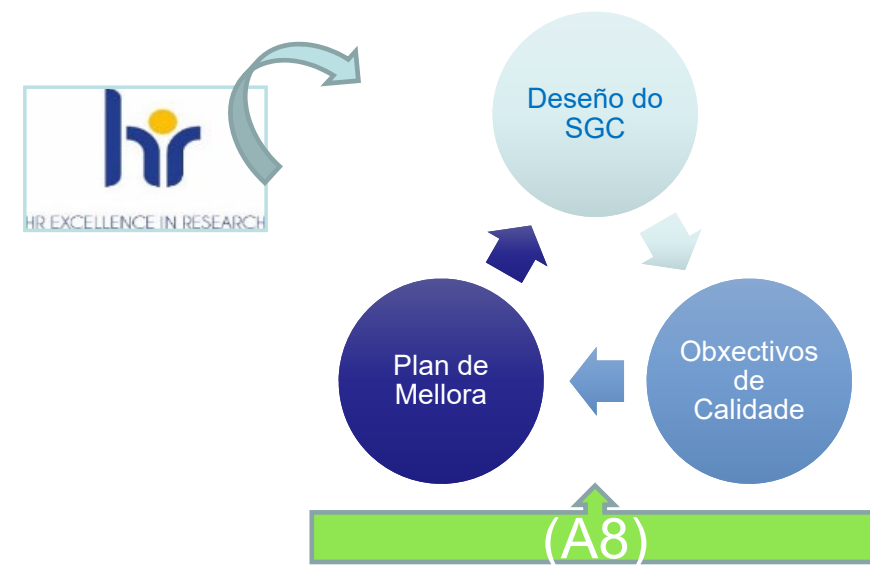 hr
HR EXCELLENCE IN RESEARCH
Deseño do
SGC
Obxectivos
de
Calidade
Plan de
Mellora
(A8)